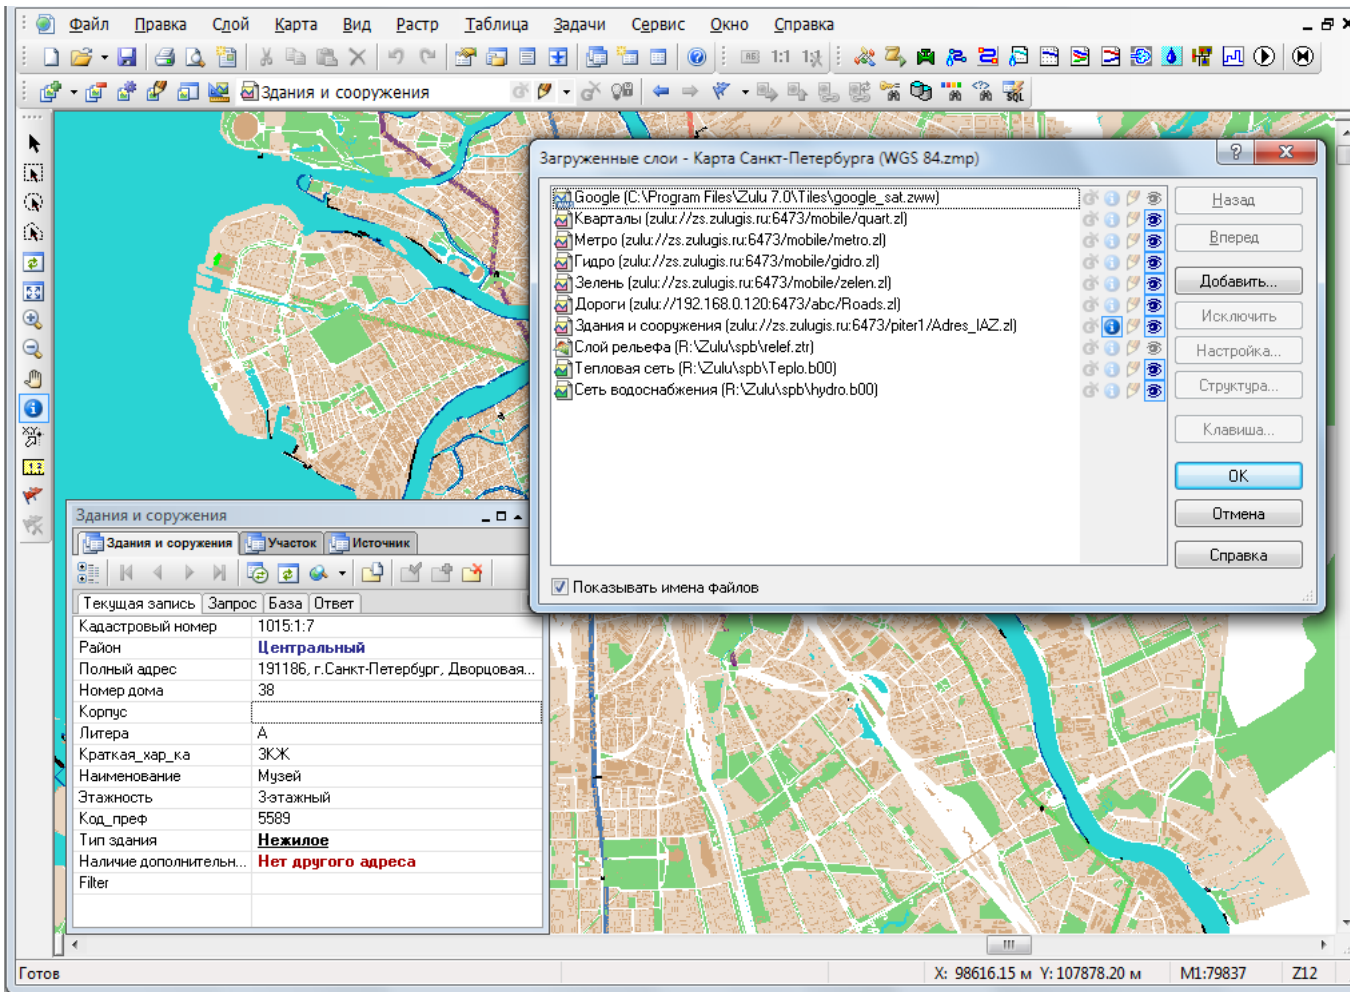 Файл Правка Слой Карта Вид Растр Таблица Задачи Сервис Окно Справка
1:1
SQL
Здания и сооружения
Загруженные слои - Карта Санкт-Петербурга (WGS 84.zmp)
Google (C:\Program Files\Zulu 7.0\Tiles\google_sat.zww)
Кварталы (zulu://zs.zulugis.ru:6473/mobile/quart.zl)
Метро (zulu://zs.zulugis.ru:6473/mobile/metro.zl)
Гидро (zulu://zs.zulugis.ru:6473/mobile/gidro.zl)
Зелень (zulu://zs.zulugis.ru:6473/mobile/zelen.zl)
Дороги (zulu://192.168.0.120:6473/abc/Roads.zl)
Здания и сооружения (zulu://zs.zulugis.ru:6473/piter1/Adres_IAZ.zl)
Слой рельефа (R:\Zulu\spb\relef.ztr)
Тепловая сеть (R:\Zulu\spb\Teplo.b00)
Сеть водоснабжения (R:\Zulu\spb\hydro.b00)
Назад
Вперед
Добавить...
Исключить
Настройка...
Структура...
Клавиша...
OK
Отмена
Справка
Показывать имена файлов
Здания и соружения
Здания и соружения Участок Источник
Текущая запись Запрос База Ответ
Кадастровый номер 1015:1:7
Район Центральный
Полный адрес 191186, г.Санкт-Петербург, Дворцовая...
Номер дома 38
Корпус
Литера А
Краткая_хар_ка ЗКЖ
Наименование Музей
Этажность 3-этажный
Код_преф 5589
Тип здания Нежилое
Наличие дополнительн... Нет другого адреса
Filter
Готов X: 98616.15 м Y: 107878.20 м М1:79837 Z12